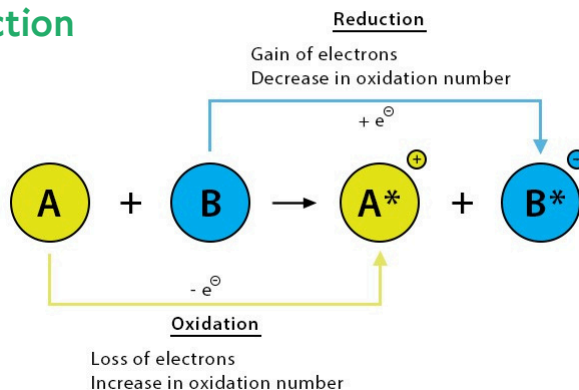 ction
Reduction
Gain of electrons
Decrease in oxidation number
+ e⊖
A + B → A* ⊕ + B* ⊖
- e⊖
Oxidation
Loss of electrons
Increase in oxidation number